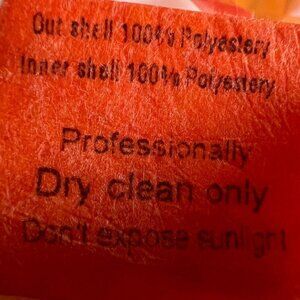 Out shell 100% Polyestery
Inner shell 100% Polyestery
Professionally
Dry clean only
Don't expose sunlight